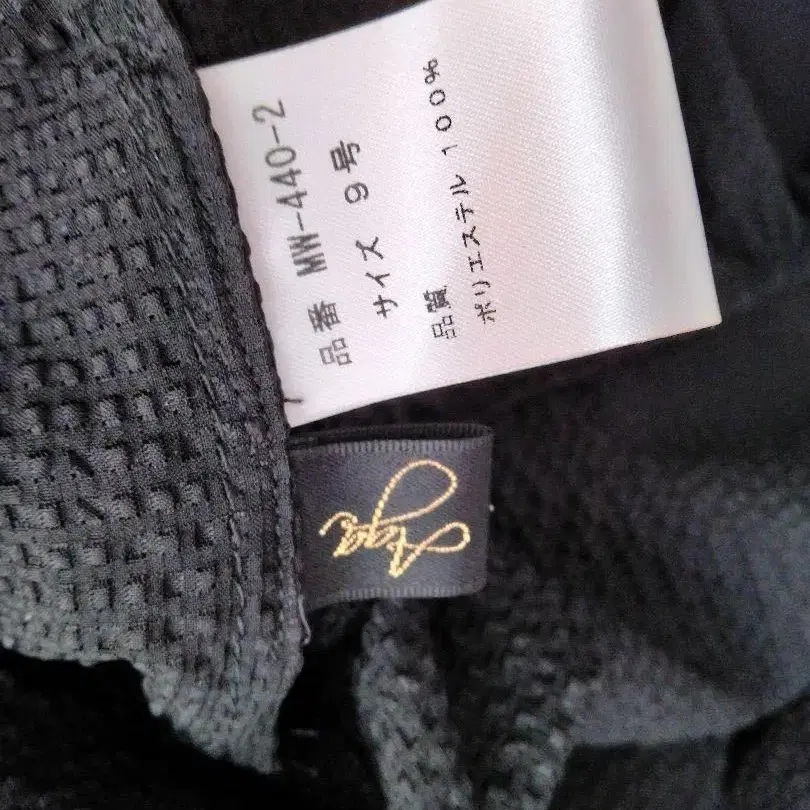 品番 MW-440-2
サイズ 9号
品質
ポリエステル 100%
Aga